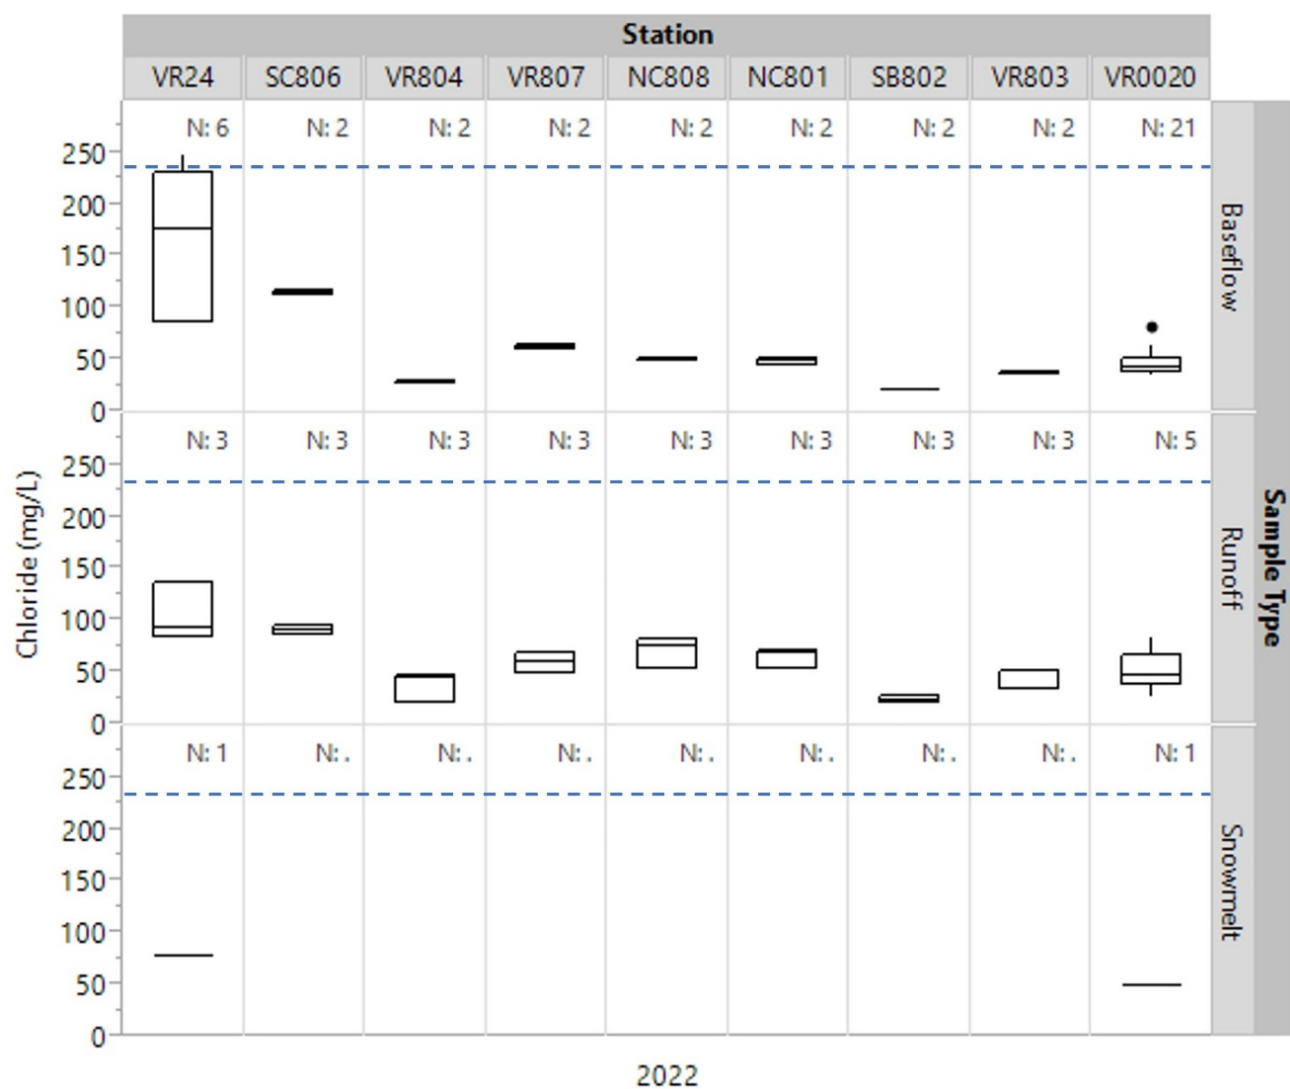 Station
VR24 SC806 VR804 VR807 NC808 NC801 SB802 VR803 VR0020
N: 6 N: 2 N: 2 N: 2 N: 2 N: 2 N: 2 N: 2 N: 21
250
200
150
100
50
0
Baseflow
N: 3 N: 3 N: 3 N: 3 N: 3 N: 3 N: 3 N: 3 N: 5
250
200
150
100
50
0
Runoff
N: 1 N: . N: . N: . N: . N: . N: . N: . N: 1
250
200
150
100
50
0
Snowmelt
Chloride (mg/L)
Sample Type
2022